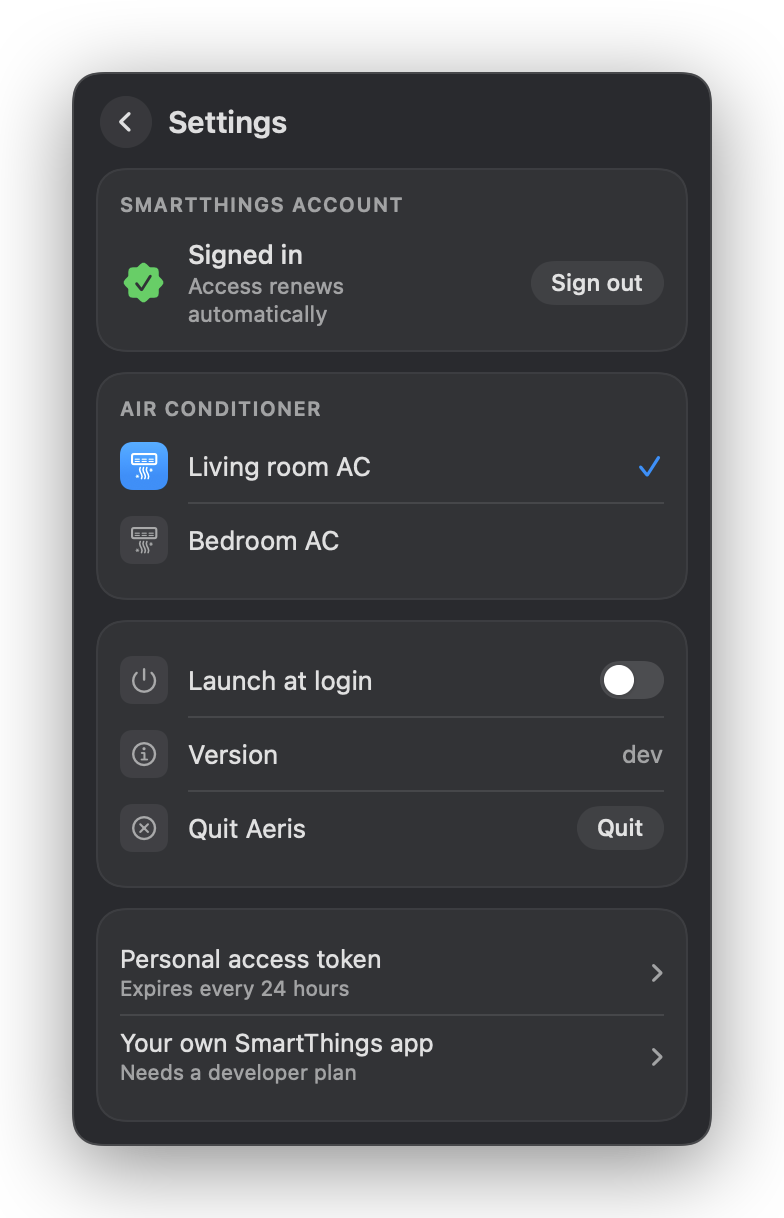 Settings
SMARTTHINGS ACCOUNT
Signed in
Access renews
automatically
Sign out
AIR CONDITIONER
Living room AC
Bedroom AC
Launch at login
Version
dev
Quit Aeris
Quit
Personal access token
Expires every 24 hours
Your own SmartThings app
Needs a developer plan